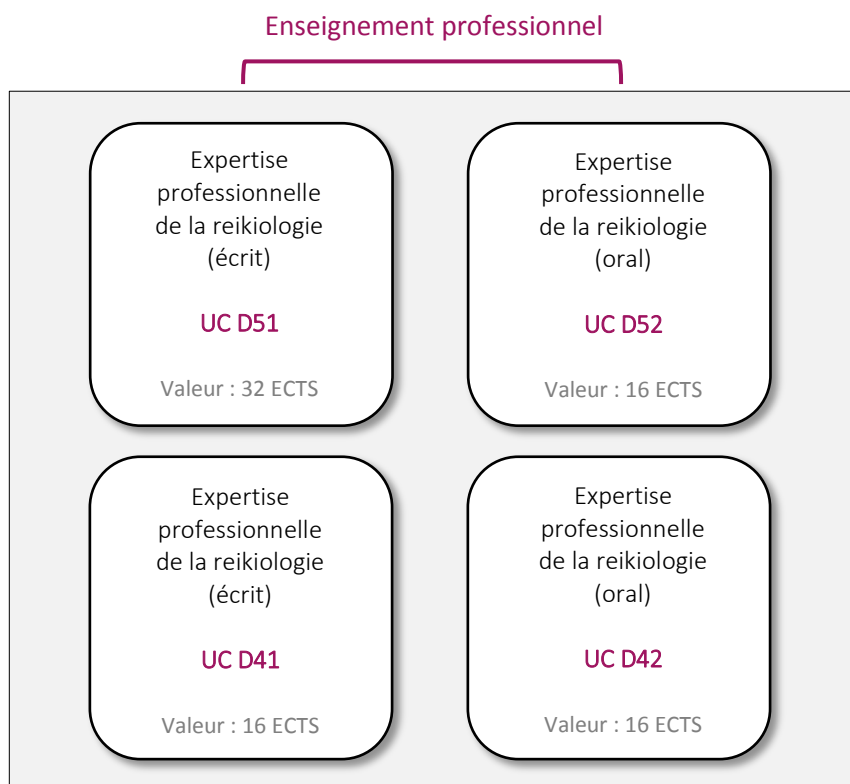 Enseignement professionnel
Expertise
professionnelle
de la reikiologie
(écrit)
UC D51
Valeur : 32 ECTS
Expertise
professionnelle
de la reikiologie
(oral)
UC D52
Valeur : 16 ECTS
Expertise
professionnelle
de la reikiologie
(écrit)
UC D41
Valeur : 16 ECTS
Expertise
professionnelle
de la reikiologie
(oral)
UC D42
Valeur : 16 ECTS